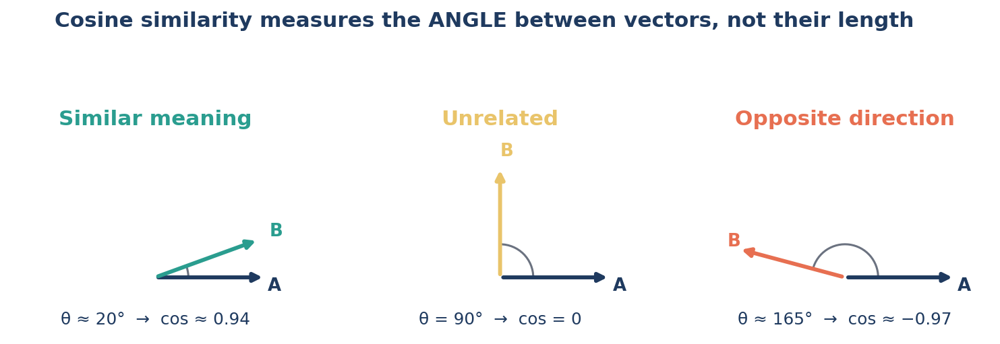 Cosine similarity measures the ANGLE between vectors, not their length
Similar meaning
B
A
θ ≈ 20° → cos ≈ 0.94
Unrelated
B
A
θ = 90° → cos = 0
Opposite direction
B
A
θ ≈ 165° → cos ≈ −0.97